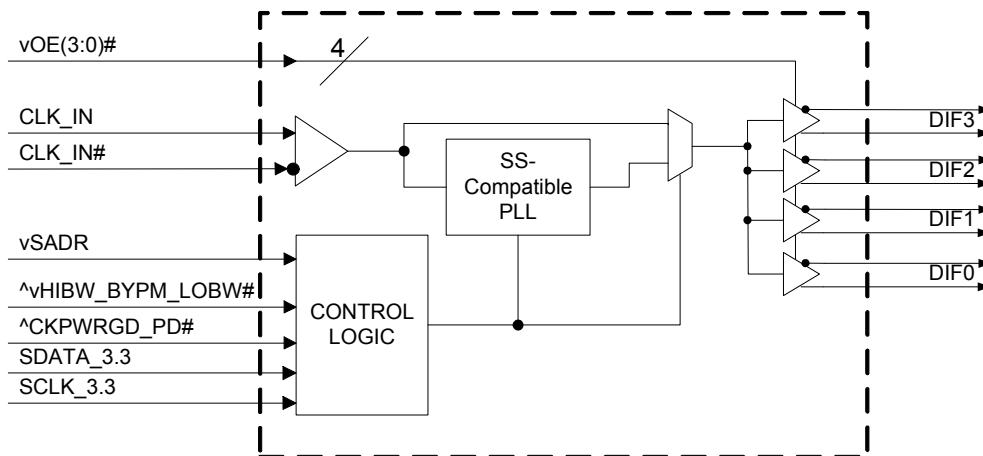 vOE(3:0)#
4
CLK_IN
CLK_IN#
SS-
Compatible
PLL
DIF3
DIF2
DIF1
DIF0
vSADR
^vHIBW_BYPM_LOBW#
^CKPWRGD_PD#
SDATA_3.3
SCLK_3.3
CONTROL
LOGIC